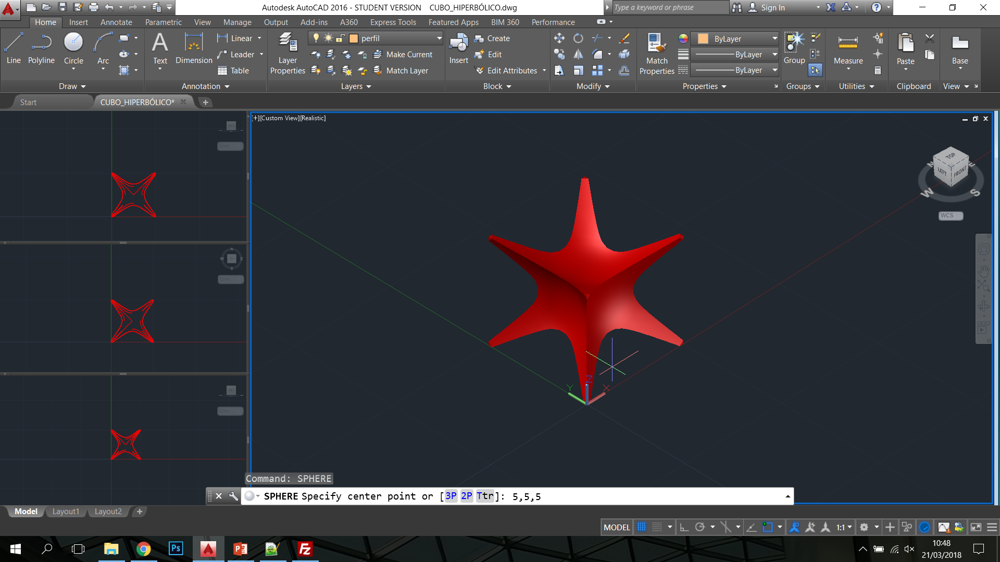 Autodesk AutoCAD 2016 - STUDENT VERSION CUBO_HIPERBÓLICO.dwg
Type a keyword or phrase
Sign In
Home Insert Annotate Parametric View Manage Output Add-ins A360 Express Tools Featured Apps BIM 360 Performance
Line
Polyline
Circle
Arc
Draw
Text
Dimension
Linear
Leader
Table
Annotation
Layer
Properties
perfil
Make Current
Match Layer
Layers
Insert
Create
Edit
Edit Attributes
Block
Modify
Match
Properties
ByLayer
ByLayer
ByLayer
Properties
Group
Groups
Measure
Utilities
Paste
Clipboard
Base
View
Start
CUBO_HIPERBÓLICO*
[+][Custom View][Realistic]
TOP
LEFT
FRONT
N
E
W
S
WCS
N
W
E
S
Z
Y
X
Command: SPHERE
SPHERE Specify center point or [3P 2P Ttr]: 5,5,5
Model
Layout1
Layout2
MODEL
1:1
Ps
10:48
21/03/2018